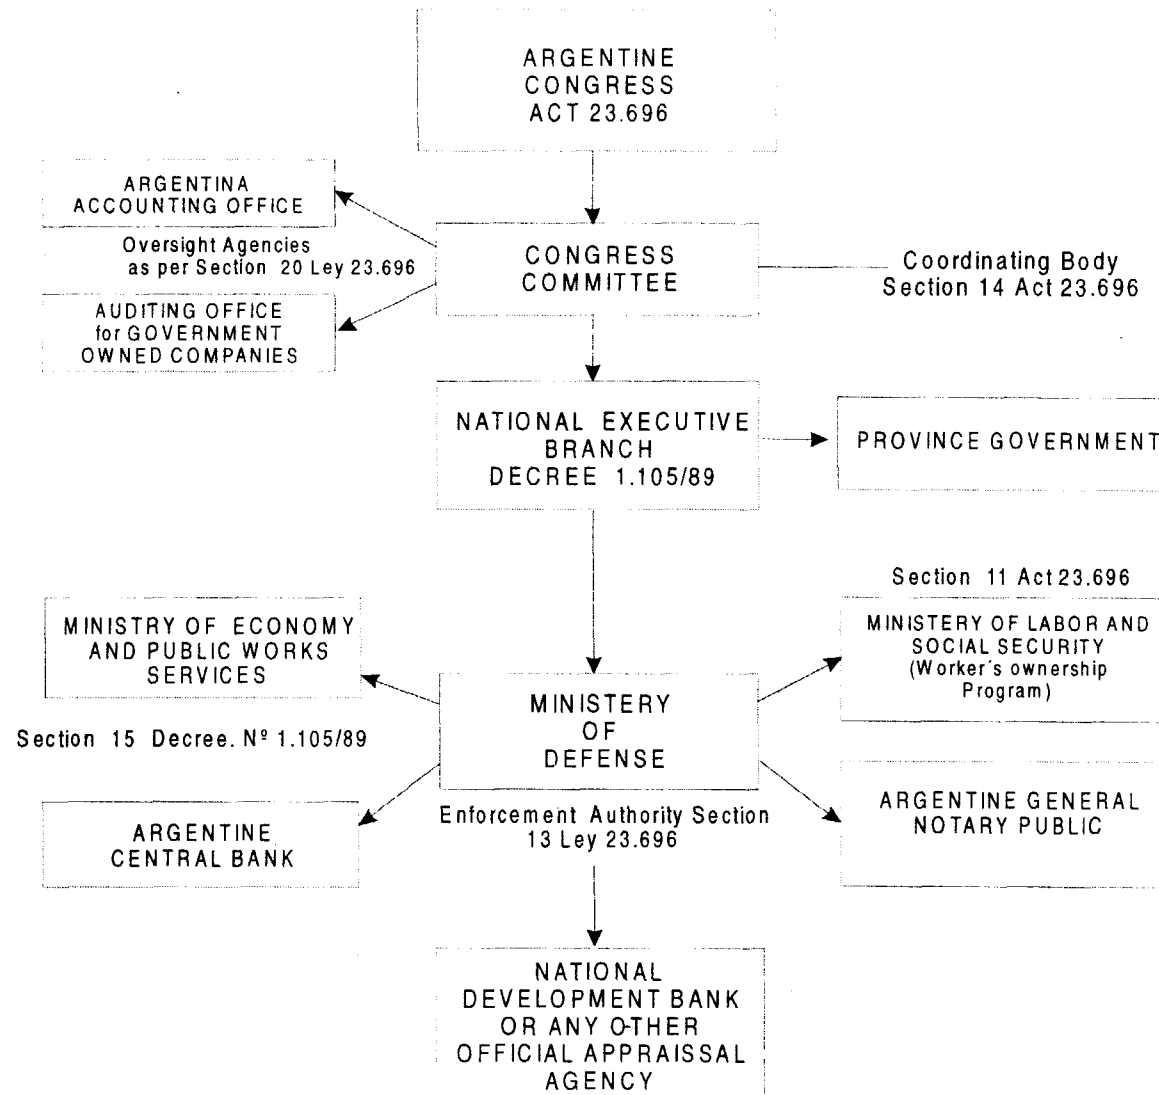 ARGENTINE
CONGRESS
ACT 23.696
ARGENTINA
ACCOUNTING OFFICE
Oversight Agencies
as per Section 20 Ley 23.696
AUDITING OFFICE
for GOVERNMENT
OWNED COMPANIES
CONGRESS
COMMITTEE
Coordinating Body
Section 14 Act 23.696
NATIONAL EXECUTIVE
BRANCH
DECREE 1.105/89
PROVINCE GOVERNMENT
MINISTRY OF ECONOMY
AND PUBLIC WORKS
SERVICES
Section 15 Decree. Nº 1.105/89
ARGENTINE
CENTRAL BANK
MINISTERY
OF
DEFENSE
Enforcement Authority Section
13 Ley 23.696
Section 11 Act 23.696
MINISTERY OF LABOR AND
SOCIAL SECURITY
(Worker's ownership
Program)
ARGENTINE GENERAL
NOTARY PUBLIC
NATIONAL
DEVELOPMENT BANK
OR ANY OTHER
OFFICIAL APPRAISSAL
AGENCY